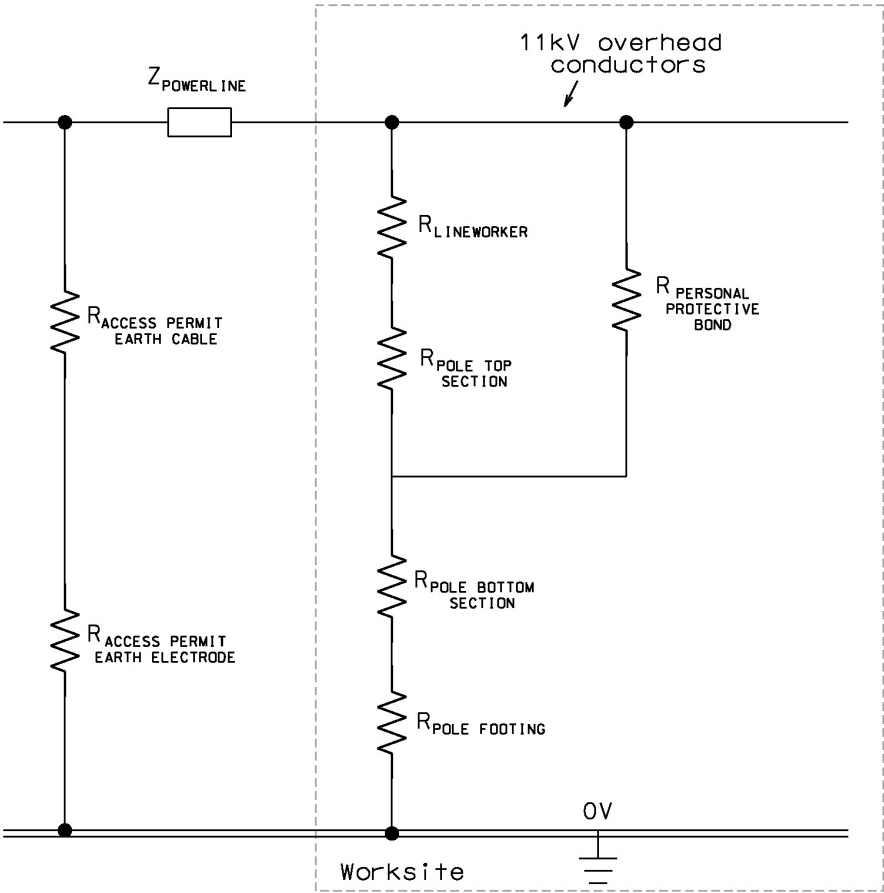 11kV overhead
conductors
ZPOWERLINE
RLINEWORKER
RPERSONAL
PROTECTIVE
BOND
RACCESS PERMIT
EARTH CABLE
RPOLE TOP
SECTION
RPOLE BOTTOM
SECTION
RACCESS PERMIT
EARTH ELECTRODE
RPOLE FOOTING
0V
Worksite